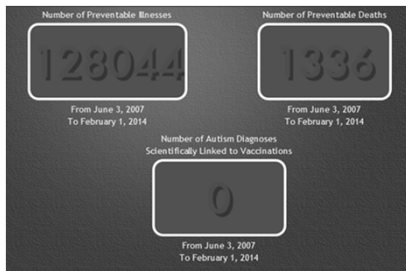 Number of Preventable Illnesses
128044
From June 3, 2007
To February 1, 2014
Number of Preventable Deaths
1336
From June 3, 2007
To February 1, 2014
Number of Autism Diagnoses
Scientifically Linked to Vaccinations
0
From June 3, 2007
To February 1, 2014